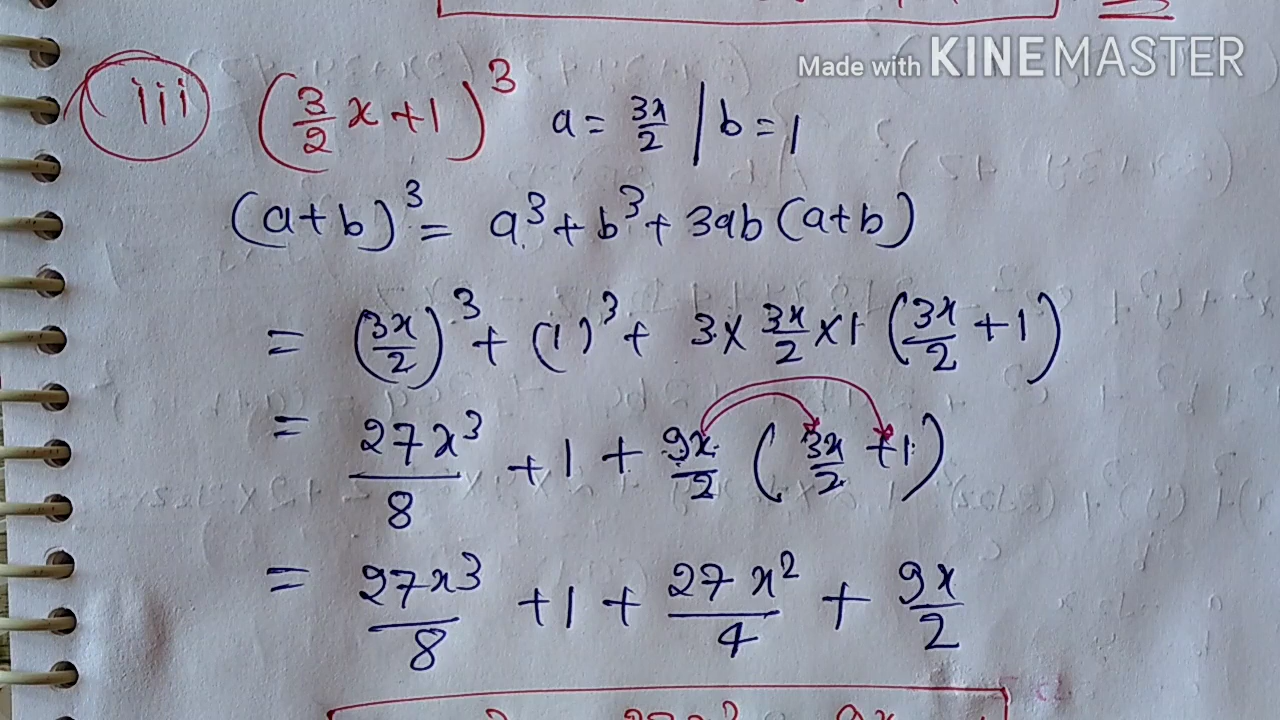 Made with KINEMASTER
iii (3/2 x + 1)³ a = 3x/2 | b = 1
(a+b)³ = a³ + b³ + 3ab (a+b)
= (3x/2)³ + (1)³ + 3 × 3x/2 × 1 (3x/2 + 1)
= 27x³/8 + 1 + 9x/2 (3x/2 + 1)
= 27x³/8 + 1 + 27x²/4 + 9x/2